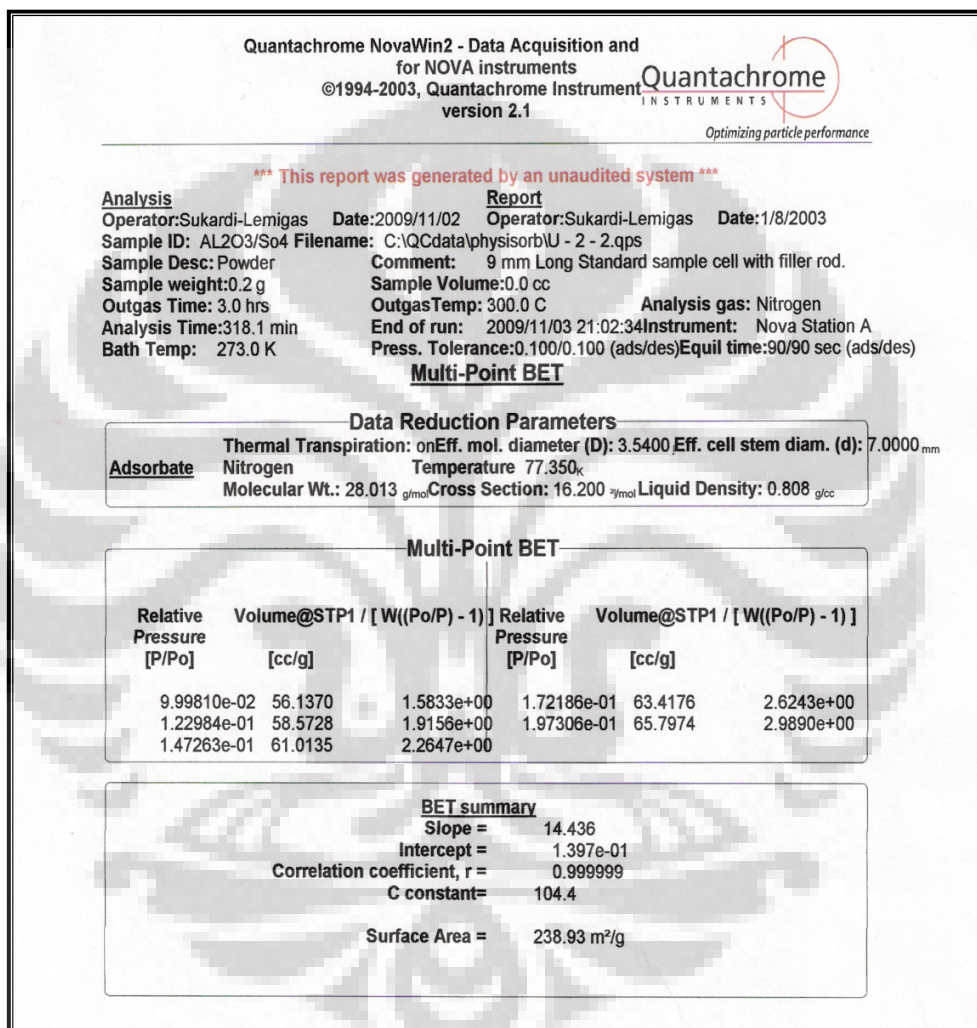 Quantachrome NovaWin2 - Data Acquisition and
for NOVA instruments
©1994-2003, Quantachrome Instrument
version 2.1
Quantachrome
INSTRUMENTS
Optimizing particle performance
*** This report was generated by an unaudited system ***
Analysis Report
Operator:Sukardi-Lemigas Date:2009/11/02 Operator:Sukardi-Lemigas Date:1/8/2003
Sample ID: AL2O3/So4 Filename: C:\QCdata\physisorb\U - 2 - 2.qps
Sample Desc: Powder Comment: 9 mm Long Standard sample cell with filler rod.
Sample weight:0.2 g Sample Volume:0.0 cc
Outgas Time: 3.0 hrs OutgasTemp: 300.0 C Analysis gas: Nitrogen
Analysis Time:318.1 min End of run: 2009/11/03 21:02:34Instrument: Nova Station A
Bath Temp: 273.0 K Press. Tolerance:0.100/0.100 (ads/des)Equil time:90/90 sec (ads/des)
Multi-Point BET
Data Reduction Parameters
Thermal Transpiration: onEff. mol. diameter (D): 3.5400 Eff. cell stem diam. (d): 7.0000 mm
Adsorbate Nitrogen Temperature 77.350K
Molecular Wt.: 28.013 g/molCross Section: 16.200 ²/mol Liquid Density: 0.808 g/cc
Multi-Point BET
Relative Volume@STP1 / [ W((Po/P) - 1) ] Relative Volume@STP1 / [ W((Po/P) - 1) ]
Pressure Pressure
[P/Po] [cc/g] [P/Po] [cc/g]
9.99810e-02 56.1370 1.5833e+00 1.72186e-01 63.4176 2.6243e+00
1.22984e-01 58.5728 1.9156e+00 1.97306e-01 65.7974 2.9890e+00
1.47263e-01 61.0135 2.2647e+00
BET summary
Slope = 14.436
Intercept = 1.397e-01
Correlation coefficient, r = 0.999999
C constant= 104.4
Surface Area = 238.93 m²/g